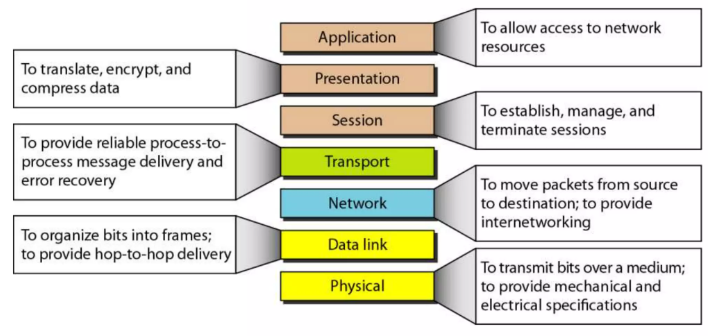 Application
To allow access to network
resources
To translate, encrypt, and
compress data
Presentation
Session
To establish, manage, and
terminate sessions
To provide reliable process-to-
process message delivery and
error recovery
Transport
Network
To move packets from source
to destination; to provide
internetworking
To organize bits into frames;
to provide hop-to-hop delivery
Data link
Physical
To transmit bits over a medium;
to provide mechanical and
electrical specifications